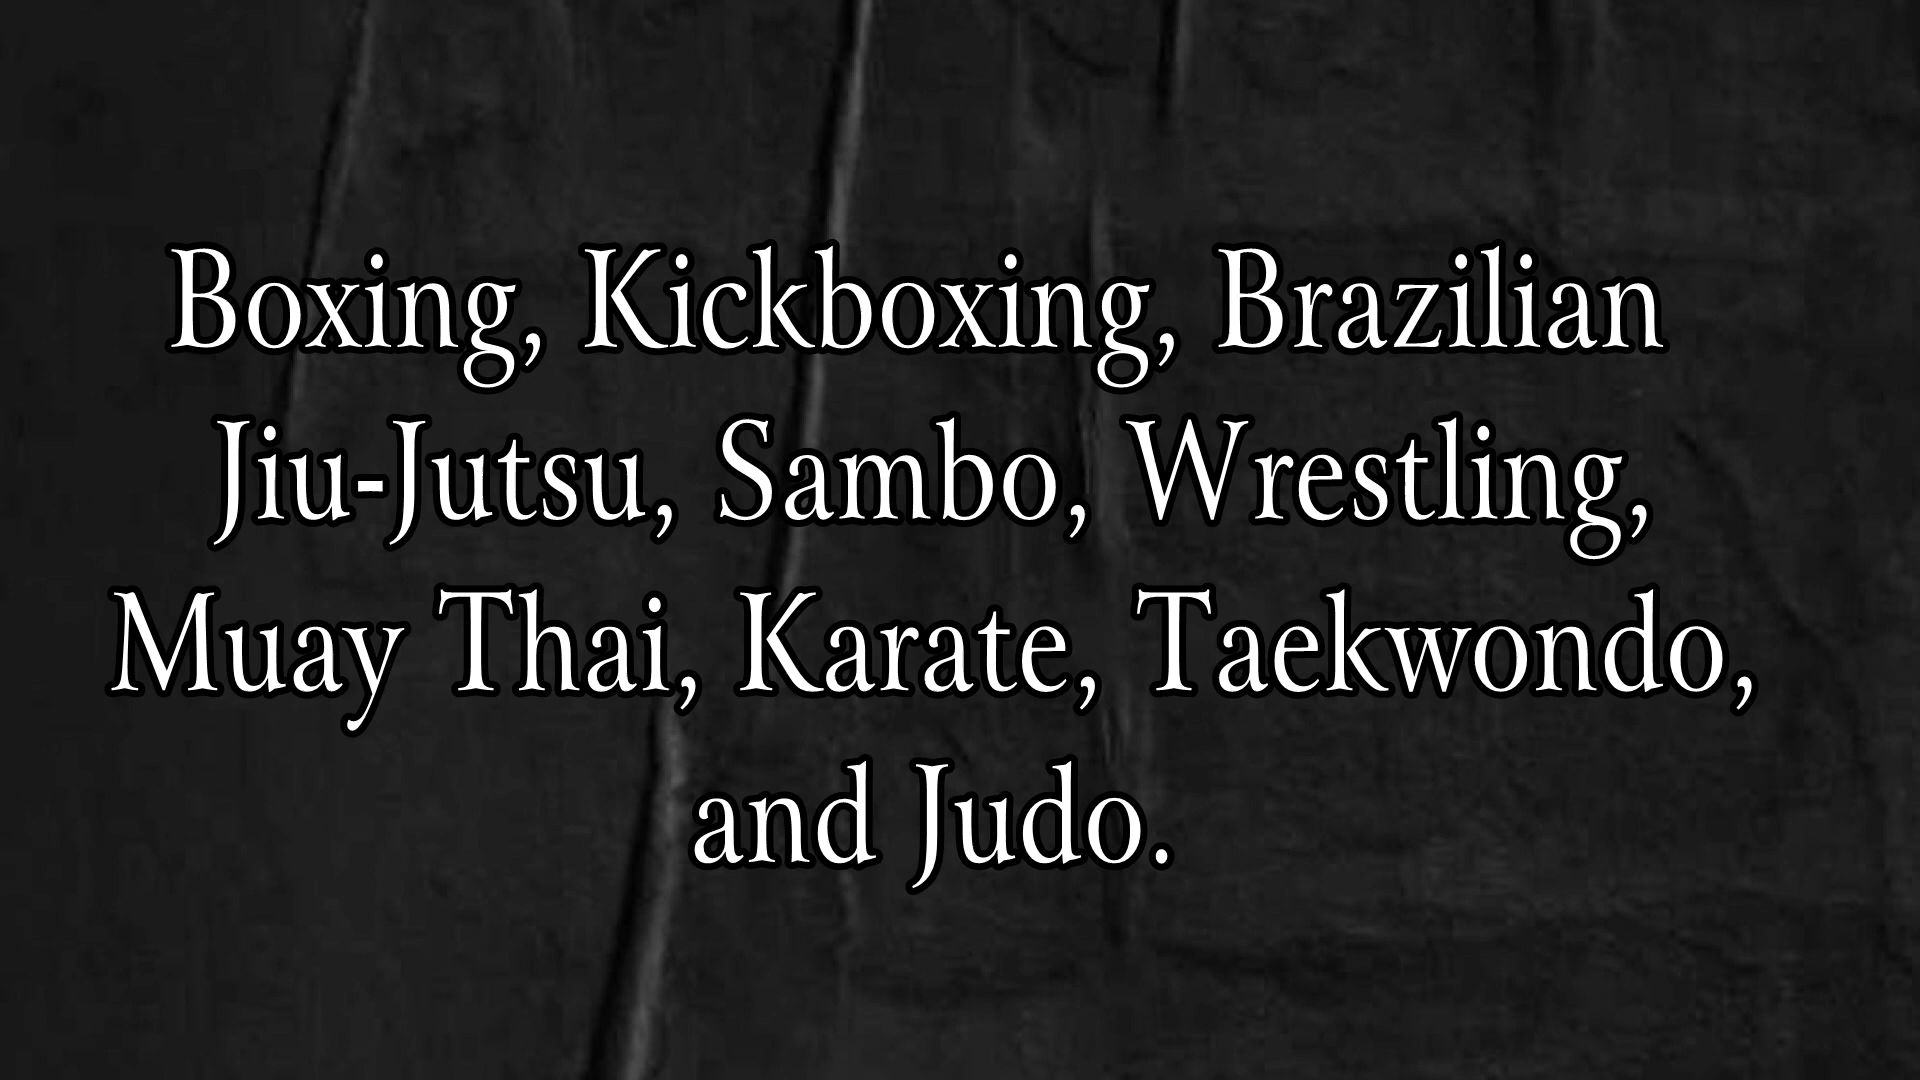 Boxing, Kickboxing, Brazilian
Jiu-Jutsu, Sambo, Wrestling,
Muay Thai, Karate, Taekwondo,
and Judo.